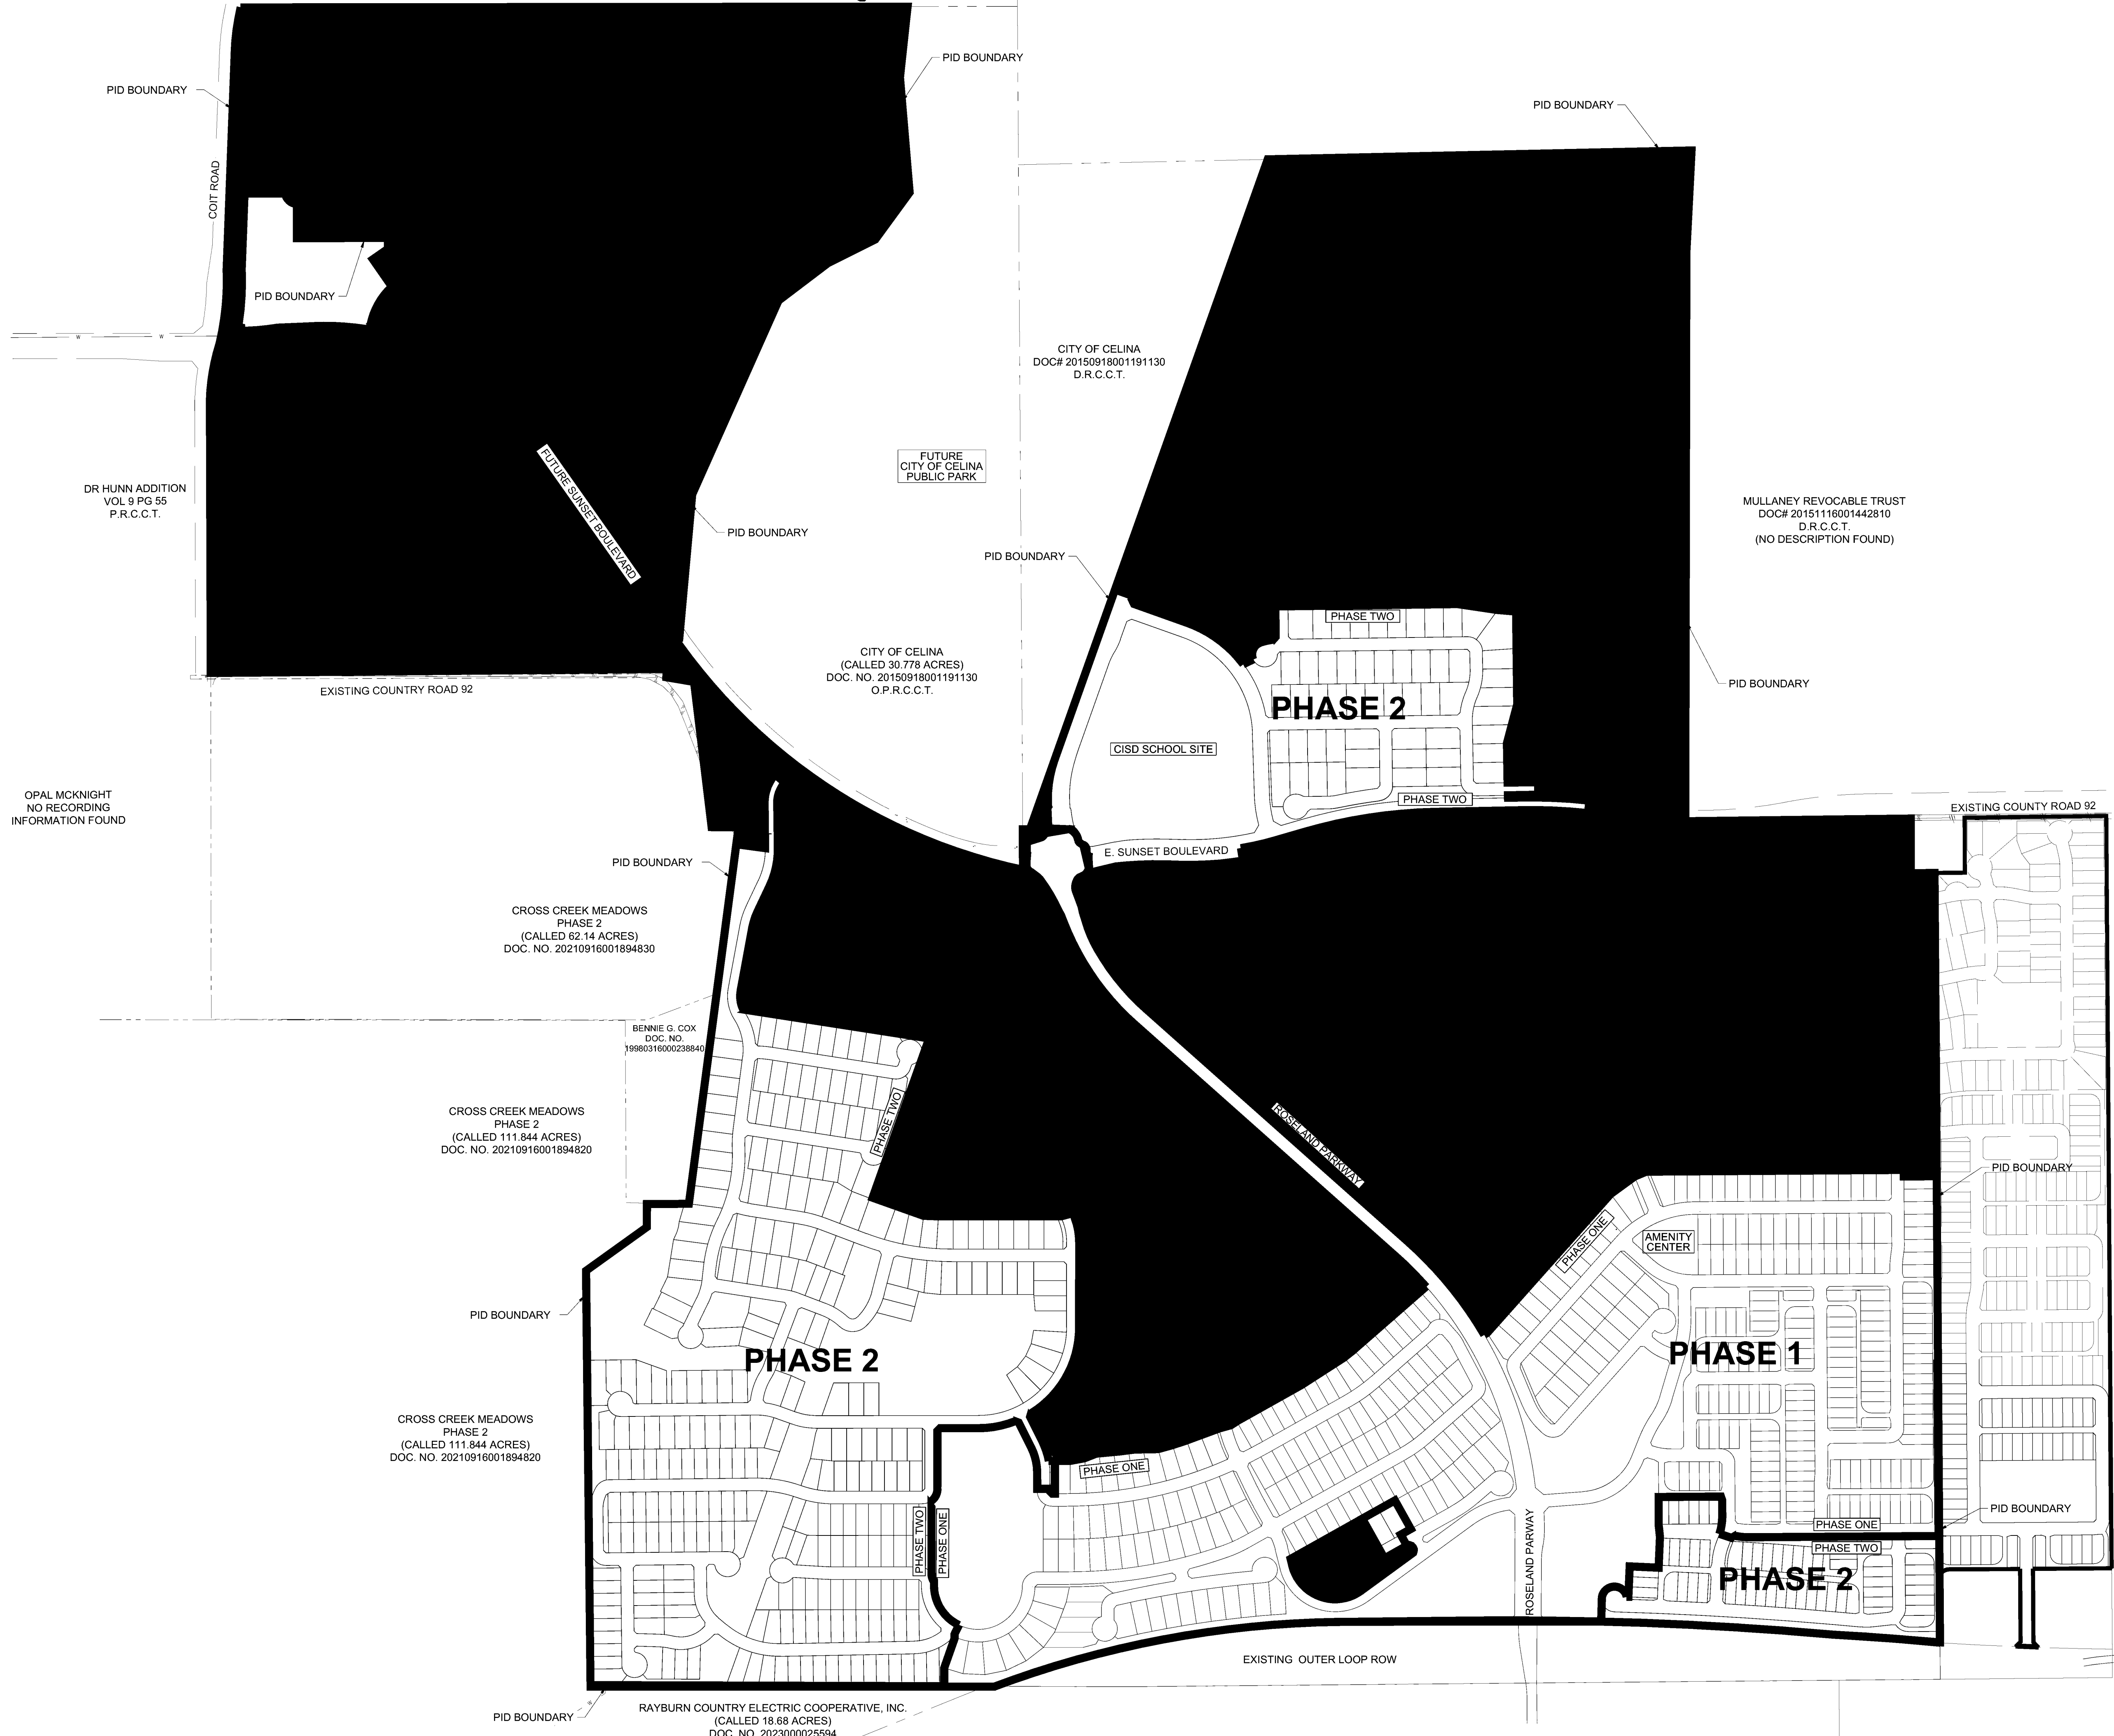 PID BOUNDARY
PID BOUNDARY
PID BOUNDARY
COIT ROAD
PID BOUNDARY
W
W
CITY OF CELINA
DOC# 20150918001191130
D.R.C.C.T.
FUTURE
CITY OF CELINA
PUBLIC PARK
FUTURE SUNSET BOULEVARD
DR HUNN ADDITION
VOL 9 PG 55
P.R.C.C.T.
MULLANEY REVOCABLE TRUST
DOC# 20151116001442810
D.R.C.C.T.
(NO DESCRIPTION FOUND)
PID BOUNDARY
PID BOUNDARY
PHASE TWO
CITY OF CELINA
(CALLED 30.778 ACRES)
DOC. NO. 20150918001191130
O.P.R.C.C.T.
EXISTING COUNTRY ROAD 92
PID BOUNDARY
PHASE 2
CISD SCHOOL SITE
OPAL MCKNIGHT
NO RECORDING
INFORMATION FOUND
PHASE TWO
EXISTING COUNTY ROAD 92
E. SUNSET BOULEVARD
PID BOUNDARY
CROSS CREEK MEADOWS
PHASE 2
(CALLED 62.14 ACRES)
DOC. NO. 20210916001894830
BENNIE G. COX
DOC. NO.
19980316000238840
CROSS CREEK MEADOWS
PHASE 2
(CALLED 111.844 ACRES)
DOC. NO. 20210916001894820
PHASE TWO
ROSELAND PARKWAY
PID BOUNDARY
PHASE ONE
AMENITY
CENTER
PID BOUNDARY
PHASE 2
PHASE 1
CROSS CREEK MEADOWS
PHASE 2
(CALLED 111.844 ACRES)
DOC. NO. 20210916001894820
PHASE ONE
PHASE TWO
PHASE ONE
ROSELAND PARKWAY
PID BOUNDARY
PHASE ONE
PHASE TWO
PHASE 2
EXISTING OUTER LOOP ROW
PID BOUNDARY
RAYBURN COUNTRY ELECTRIC COOPERATIVE, INC.
(CALLED 18.68 ACRES)
DOC. NO. 2023000025594